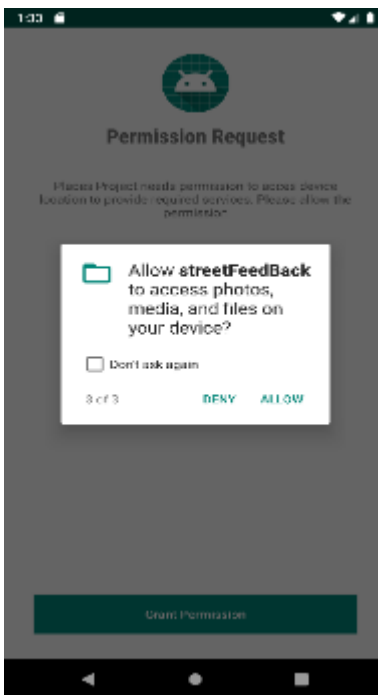 1:33
Permission Request
Places Project needs permission to acces device
location to provide required services. Please allow the
permission
Allow streetFeedBack
to access photos,
media, and files on
your device?
Don't ask again
3 of 3
DENY
ALLOW
Grant Permission